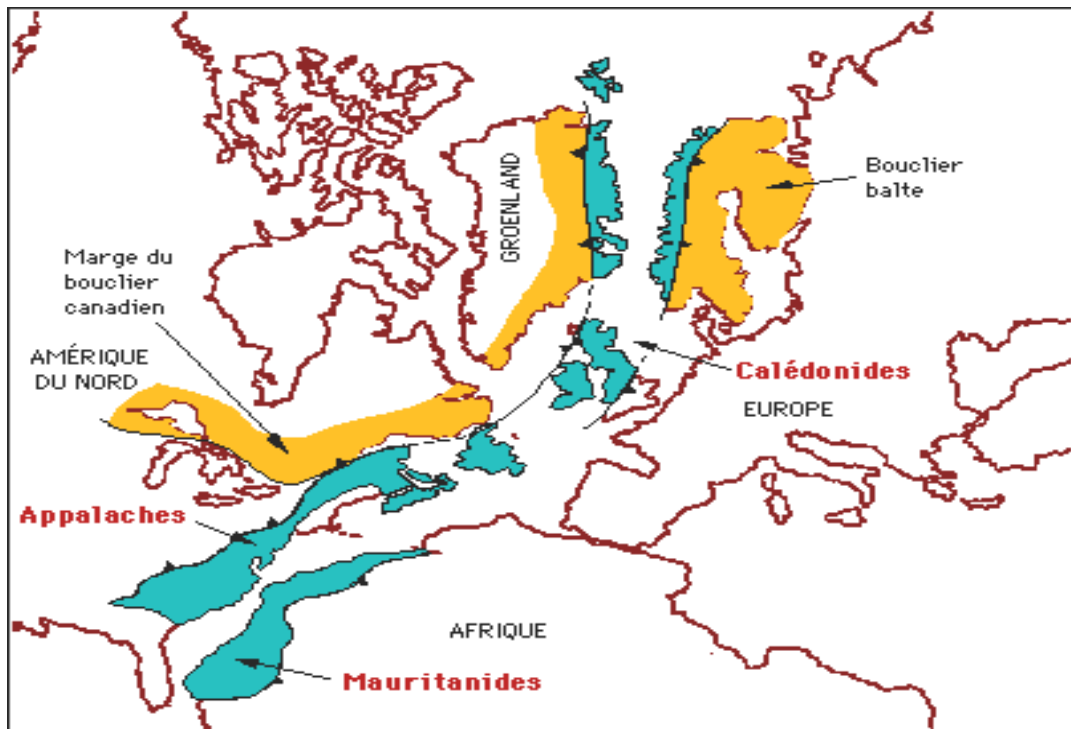 GROENLAND
Bouclier
balte
Marge du
bouclier
canadien
AMÉRIQUE
DU NORD
Calédonides
EUROPE
Appalaches
AFRIQUE
Mauritanides